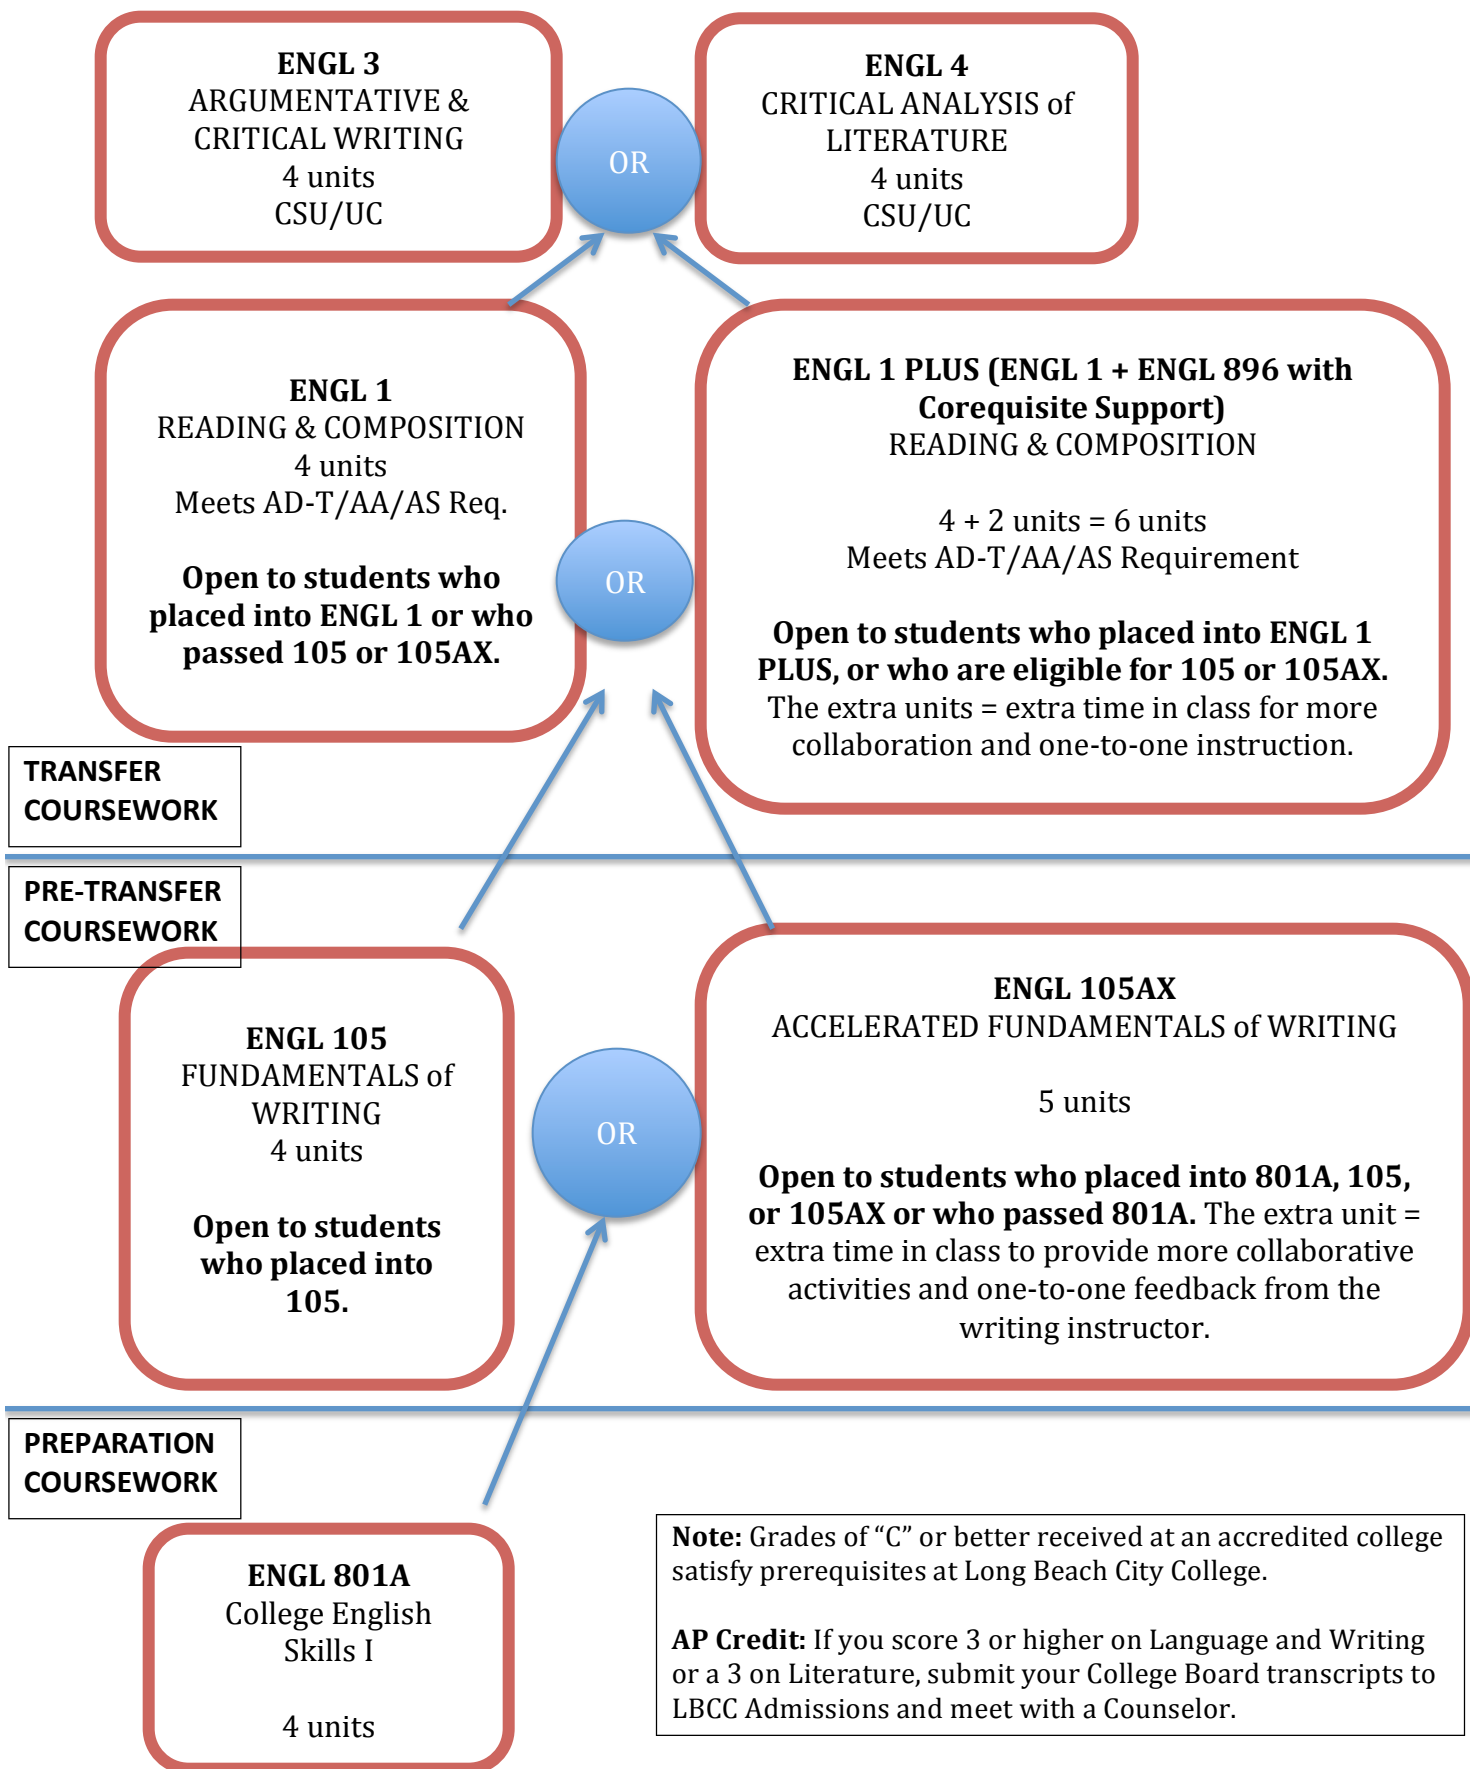 ENGL 3
ARGUMENTATIVE &
CRITICAL WRITING
4 units
CSU/UC
OR
ENGL 4
CRITICAL ANALYSIS of
LITERATURE
4 units
CSU/UC
ENGL 1
READING & COMPOSITION
4 units
Meets AD-T/AA/AS Req.
Open to students who
placed into ENGL 1 or who
passed 105 or 105AX.
OR
ENGL 1 PLUS (ENGL 1 + ENGL 896 with
Corequisite Support)
READING & COMPOSITION
4 + 2 units = 6 units
Meets AD-T/AA/AS Requirement
Open to students who placed into ENGL 1
PLUS, or who are eligible for 105 or 105AX.
The extra units = extra time in class for more
collaboration and one-to-one instruction.
TRANSFER
COURSEWORK
PRE-TRANSFER
COURSEWORK
ENGL 105
FUNDAMENTALS of
WRITING
4 units
Open to students
who placed into
105.
OR
ENGL 105AX
ACCELERATED FUNDAMENTALS of WRITING
5 units
Open to students who placed into 801A, 105,
or 105AX or who passed 801A. The extra unit =
extra time in class to provide more collaborative
activities and one-to-one feedback from the
writing instructor.
PREPARATION
COURSEWORK
ENGL 801A
College English
Skills I
4 units
Note: Grades of “C” or better received at an accredited college
satisfy prerequisites at Long Beach City College.
AP Credit: If you score 3 or higher on Language and Writing
or a 3 on Literature, submit your College Board transcripts to
LBCC Admissions and meet with a Counselor.